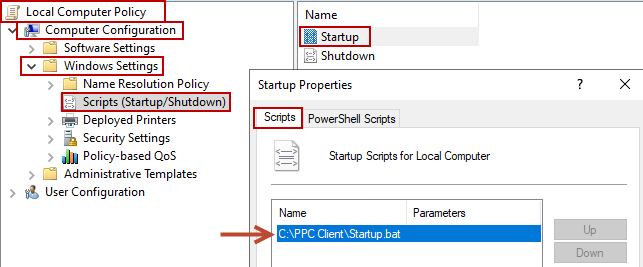 Local Computer Policy
Computer Configuration
Software Settings
Windows Settings
Name Resolution Policy
Scripts (Startup/Shutdown)
Deployed Printers
Security Settings
Policy-based QoS
Administrative Templates
User Configuration
Name
Startup
Shutdown
Startup Properties
Scripts
PowerShell Scripts
Startup Scripts for Local Computer
Name
Parameters
C:\PPC Client\Startup.bat
Up
Down